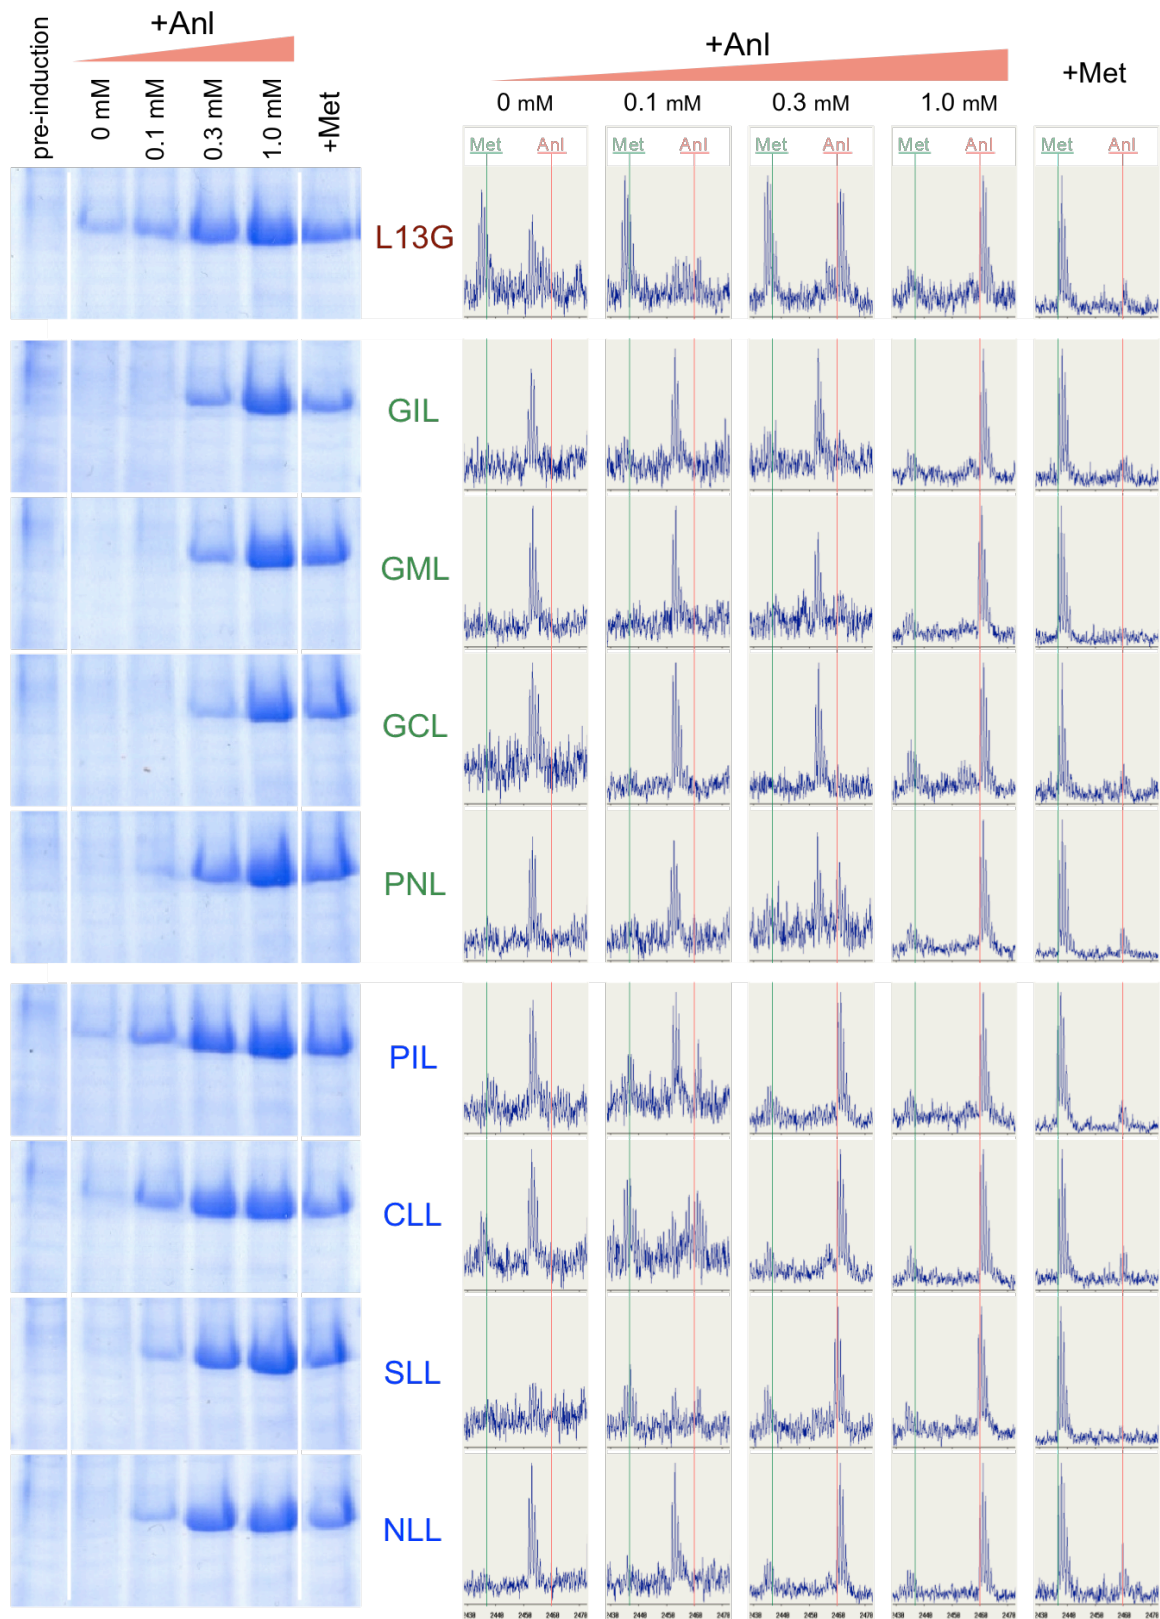 +Anl
pre-induction
0 mM
0.1 mM
0.3 mM
1.0 mM
+Met
+Anl
0 mM
0.1 mM
0.3 mM
1.0 mM
+Met
Met Anl
Met Anl
Met Anl
Met Anl
Met Anl
L13G
GIL
GML
GCL
PNL
PIL
CLL
SLL
NLL